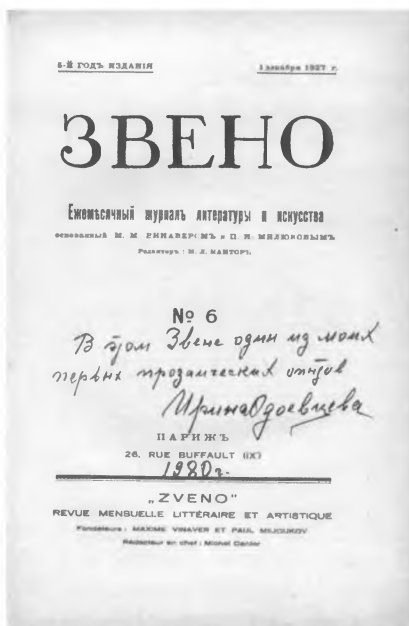 5-Й ГОДЪ ИЗДАНІЯ
1 декабря 1927 г.
ЗВЕНО
Ежемѣсячный журналъ литературы и искусства
основанный М. М. ВИНАВЕРОМЪ и П. Н. МИЛЮКОВЫМЪ
Редакторъ : М. Л. КАНТОРЪ
№ 6
В этом Звене один из моих
первых прозаических опытов
Ирина Одоевцева
ПАРИЖЪ
26, RUE BUFFAULT (IX)
1980 г.
„ZVENO"
REVUE MENSUELLE LITTÉRAIRE ET ARTISTIQUE
Fondateurs : MAXIME VINAVER ET PAUL MILIOUKOV
Rédacteur en chef : Michel Cantor